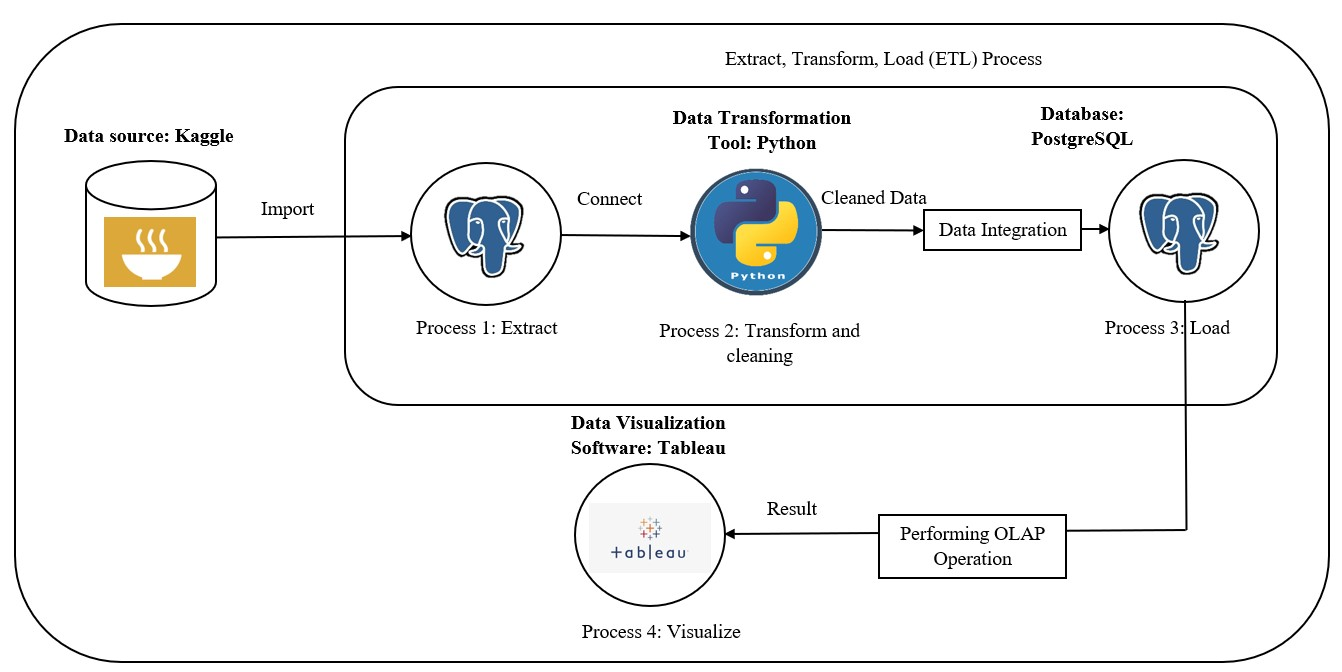 Extract, Transform, Load (ETL) Process
Data source: Kaggle
Data Transformation
Tool: Python
Database:
PostgreSQL
Import
Connect
Cleaned Data
Data Integration
Python
Process 1: Extract
Process 2: Transform and
cleaning
Process 3: Load
Data Visualization
Software: Tableau
Result
Performing OLAP
Operation
+ableau
Process 4: Visualize